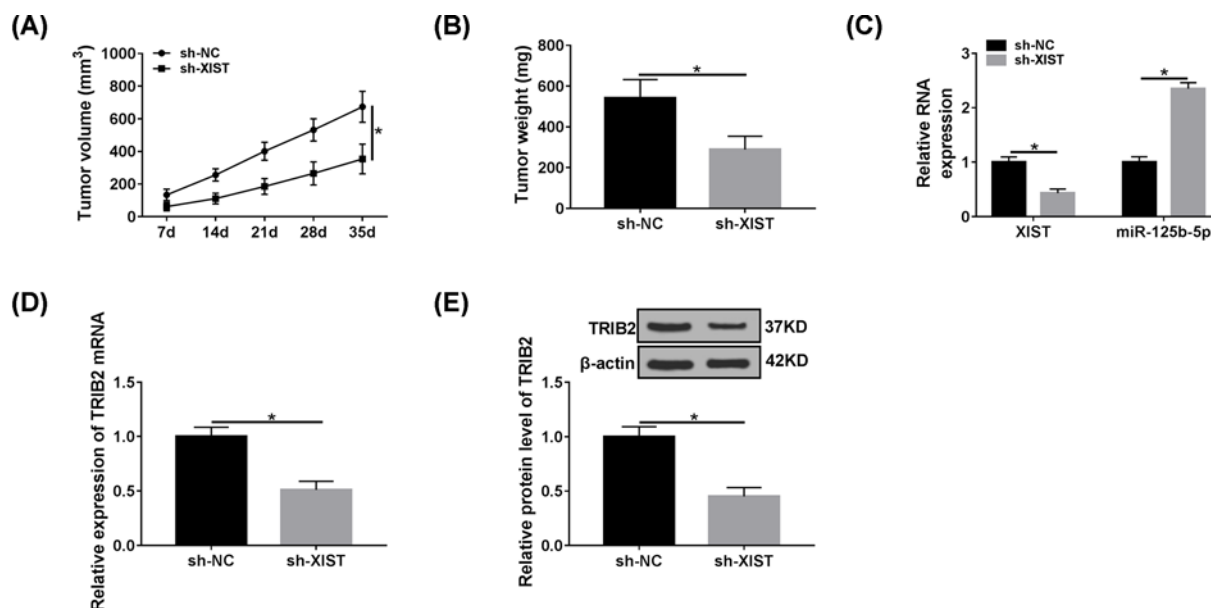 (A)
sh-NC
sh-XIST
Tumor volume (mm³)
1000
800
600
400
200
0
7d 14d 21d 28d 35d
*
(B)
Tumor weight (mg)
800
600
400
200
0
*
sh-NC sh-XIST
(C)
sh-NC
sh-XIST
Relative RNA
expression
3
2
1
0
* *
XIST miR-125b-5p
(D)
Relative expression of TRIB2 mRNA
1.5
1.0
0.5
0.0
*
sh-NC sh-XIST
(E)
TRIB2 37KD
β-actin 42KD
Relative protein level of TRIB2
1.5
1.0
0.5
0.0
*
sh-NC sh-XIST